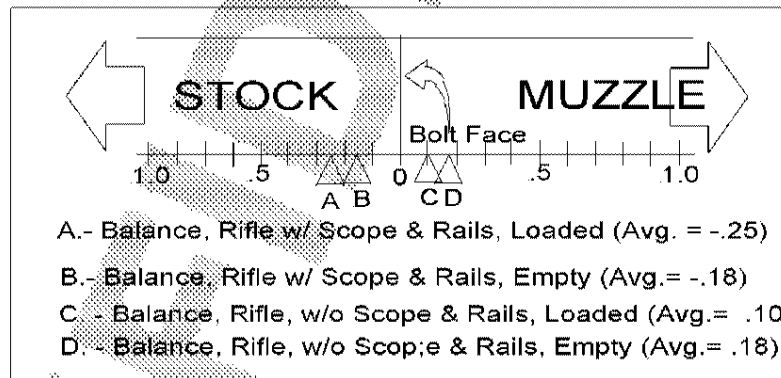 STOCK MUZZLE
Bolt Face
1.0 .5 0 .5 1.0
A B C D
A.- Balance, Rifle w/ Scope & Rails, Loaded (Avg. = -.25)
B.- Balance, Rifle w/ Scope & Rails, Empty (Avg.= -.18)
C. - Balance, Rifle, w/o Scope & Rails, Loaded (Avg.= .10
D. - Balance, Rifle, w/o Scop;e & Rails, Empty (Avg.= .18)